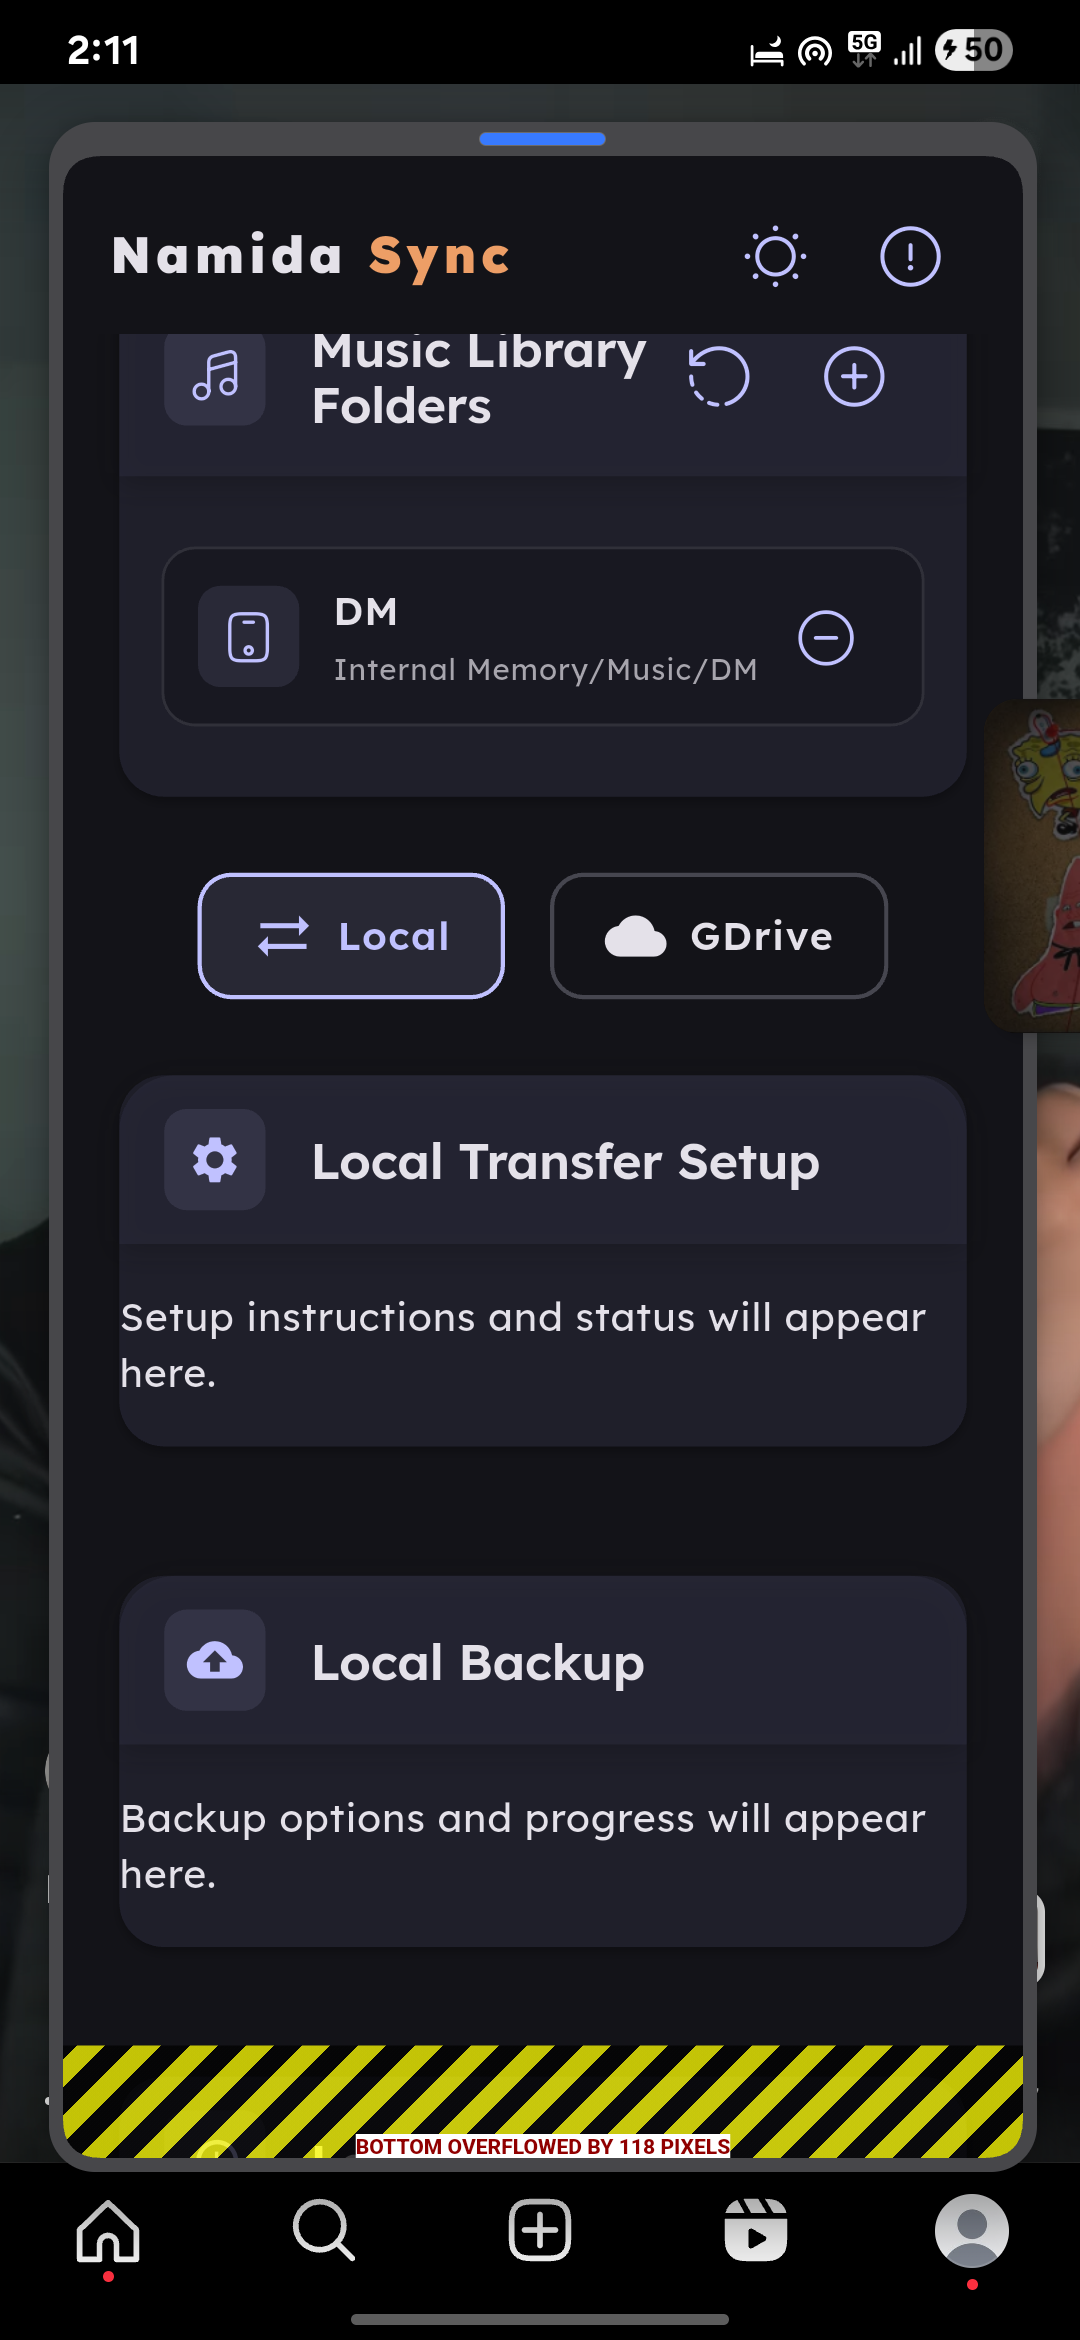 2:11
5G
50
Namida Sync
Music Library
Folders
DM
Internal Memory/Music/DM
Local
GDrive
Local Transfer Setup
Setup instructions and status will appear
here.
Local Backup
Backup options and progress will appear
here.
BOTTOM OVERFLOWED BY 118 PIXELS